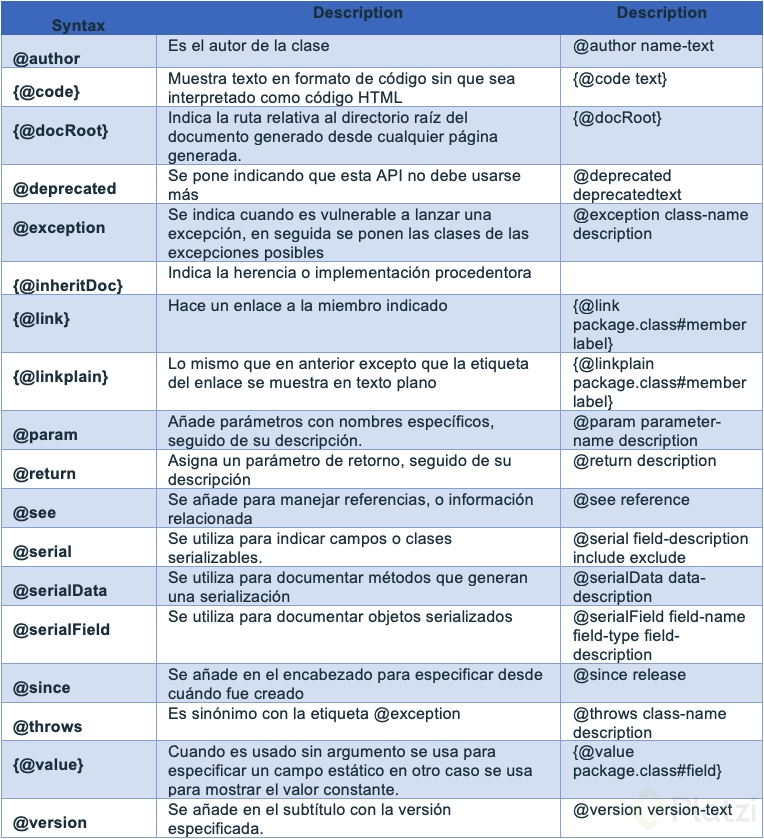 Syntax Description Description
@author Es el autor de la clase @author name-text
{@code} Muestra texto en formato de código sin que sea {@code text}
interpretado como código HTML
{@docRoot} Indica la ruta relativa al directorio raíz del {@docRoot}
documento generado desde cualquier página
generada.
@deprecated Se pone indicando que esta API no debe usarse @deprecated
más deprecatedtext
@exception Se indica cuando es vulnerable a lanzar una @exception class-name
excepción, en seguida se ponen las clases de las description
excepciones posibles
{@inheritDoc} Indica la herencia o implementación procedentora
{@link} Hace un enlace a la miembro indicado {@link
package.class#member
label}
{@linkplain} Lo mismo que en anterior excepto que la etiqueta {@linkplain
del enlace se muestra en texto plano package.class#member
label}
@param Añade parámetros con nombres específicos, @param parameter-
seguido de su descripción. name description
@return Asigna un parámetro de retorno, seguido de su @return description
descripción
@see Se añade para manejar referencias, o información @see reference
relacionada
@serial Se utiliza para indicar campos o clases @serial field-description
serializables. include exclude
@serialData Se utiliza para documentar métodos que generan @serialData data-
una serialización description
@serialField Se utiliza para documentar objetos serializados @serialField field-name
field-type field-
description
@since Se añade en el encabezado para especificar desde @since release
cuándo fue creado
@throws Es sinónimo con la etiqueta @exception @throws class-name
description
{@value} Cuando es usado sin argumento se usa para {@value
especificar un campo estático en otro caso se usa package.class#field}
para mostrar el valor constante.
@version Se añade en el subtítulo con la versión @version version-text
especificada.
Platzi